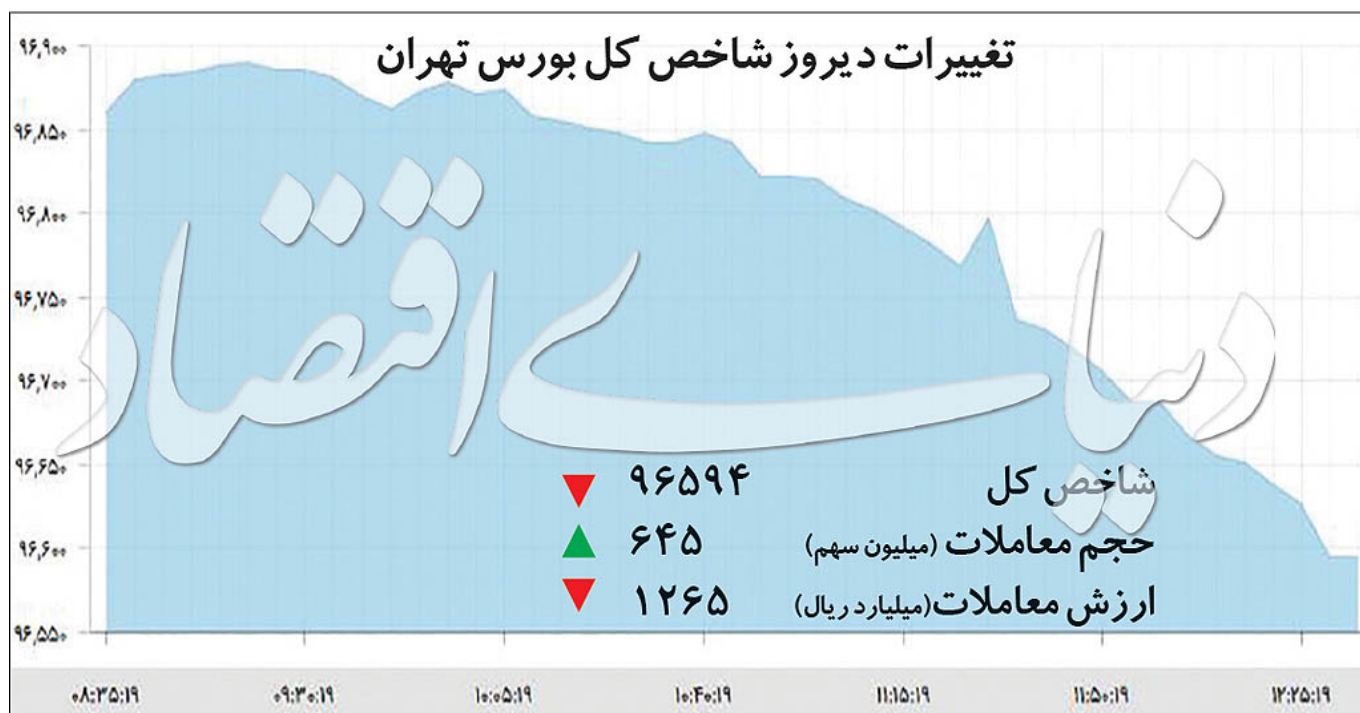 تغییرات دیروز شاخص کل بورس تهران
۹۶,۹۰۰
۹۶,۸۵۰
۹۶,۸۰۰
۹۶,۷۵۰
۹۶,۷۰۰
۹۶,۶۵۰
۹۶,۶۰۰
۹۶,۵۵۰
دنیای اقتصاد
شاخص کل ۹۶۵۹۴
حجم معاملات (میلیون سهم) ۶۴۵
ارزش معاملات(میلیارد ریال) ۱۲۶۵
۰۸:۳۵:۱۹ ۰۹:۳۰:۱۹ ۱۰:۰۵:۱۹ ۱۰:۴۰:۱۹ ۱۱:۱۵:۱۹ ۱۱:۵۰:۱۹ ۱۲:۲۵:۱۹